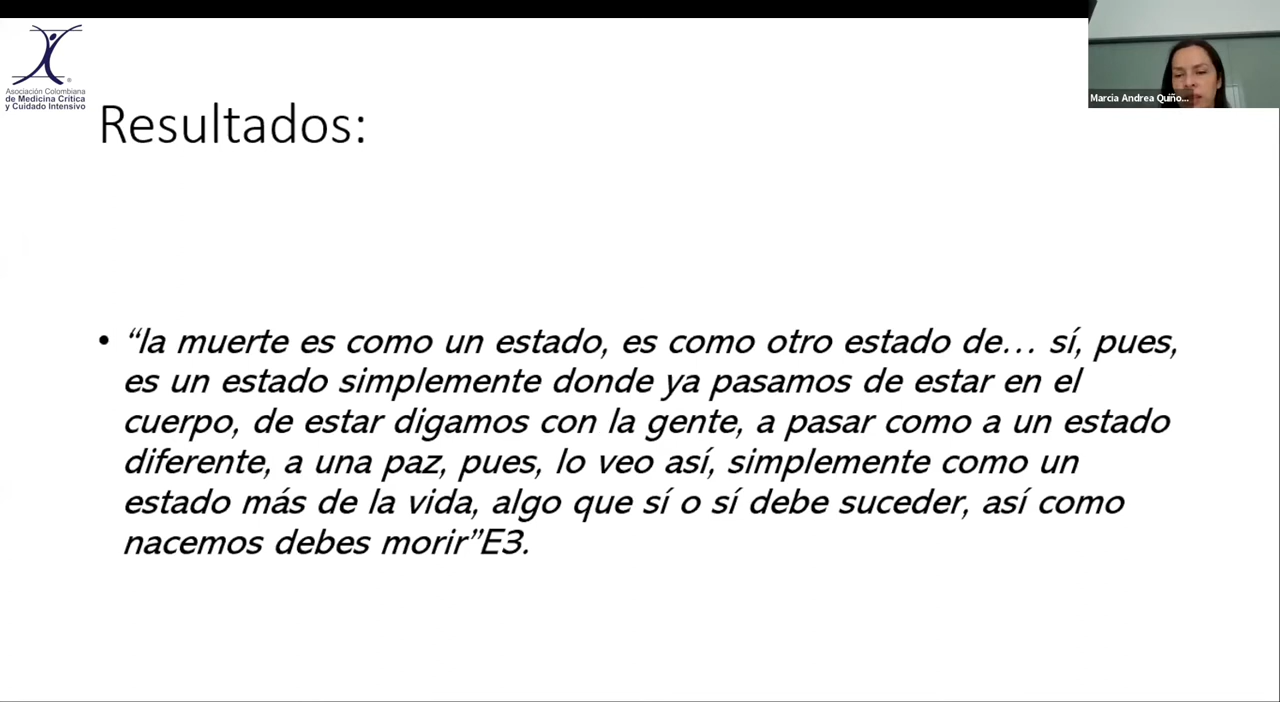 Asociación Colombiana
de Medicina Crítica
y Cuidado Intensivo
Marcia Andrea Quiño...
Resultados:
• “la muerte es como un estado, es como otro estado de... sí, pues,
es un estado simplemente donde ya pasamos de estar en el
cuerpo, de estar digamos con la gente, a pasar como a un estado
diferente, a una paz, pues, lo veo así, simplemente como un
estado más de la vida, algo que sí o sí debe suceder, así como
nacemos debes morir”E3.